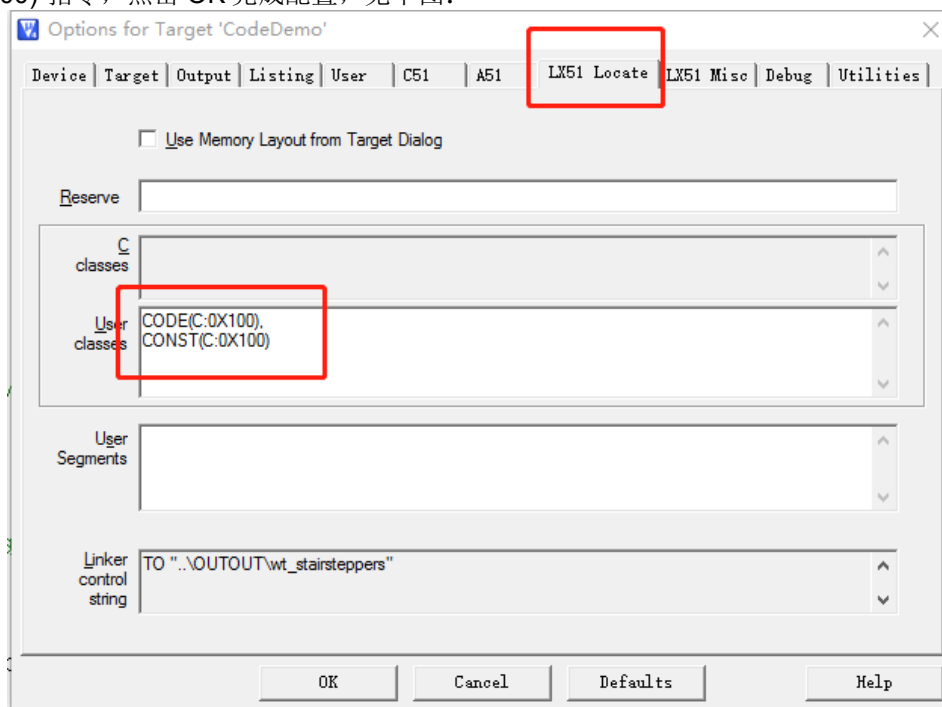 00) 指令，点击 OK 完成配置，见下图：
Options for Target 'CodeDemo'
Device Target Output Listing User C51 A51 LX51 Locate LX51 Misc Debug Utilities
Use Memory Layout from Target Dialog
Reserve
C
classes
User
classes
CODE(C:0X100),
CONST(C:0X100)
User
Segments
Linker
control
string
TO "..\OUTOUT\wt_stairsteppers"
OK Cancel Defaults Help